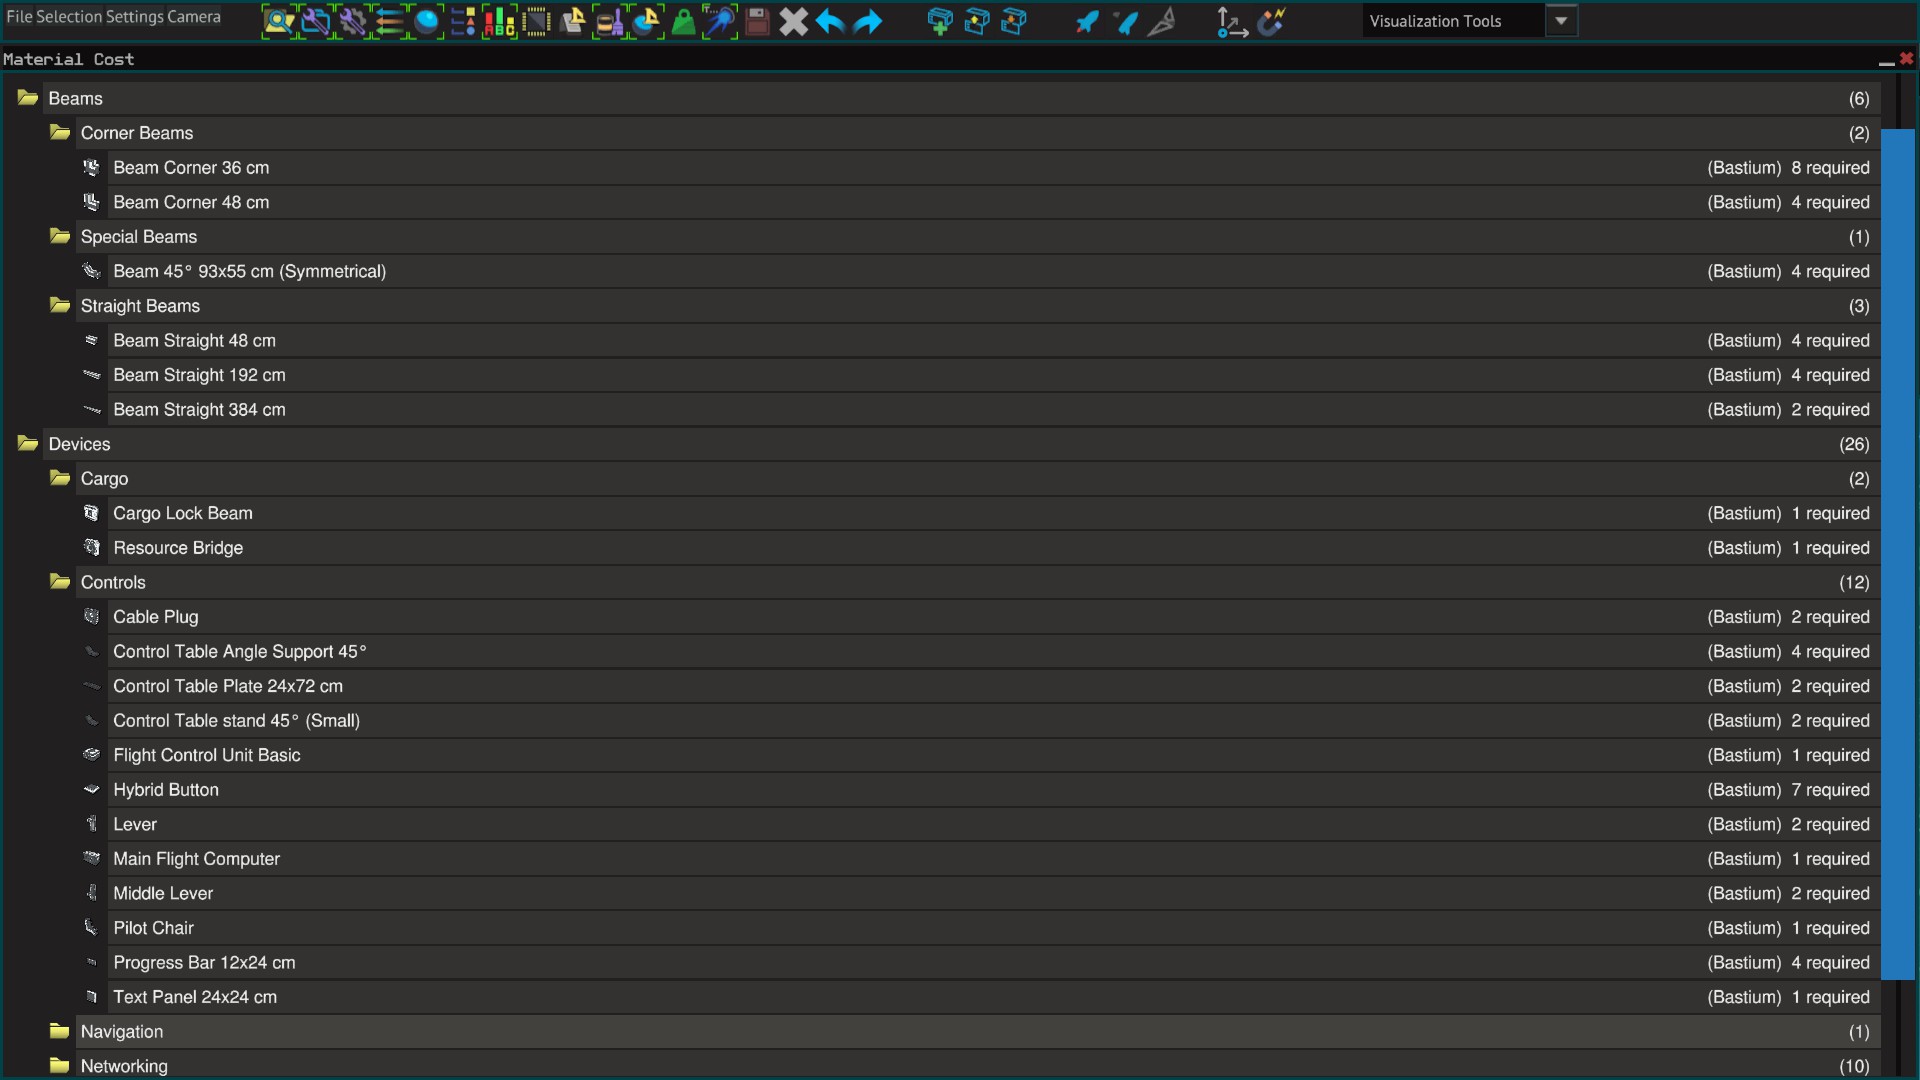 File Selection Settings Camera
ABC
Visualization Tools
Material Cost
Beams (6)
Corner Beams (2)
Beam Corner 36 cm (Bastium) 8 required
Beam Corner 48 cm (Bastium) 4 required
Special Beams (1)
Beam 45° 93x55 cm (Symmetrical) (Bastium) 4 required
Straight Beams (3)
Beam Straight 48 cm (Bastium) 4 required
Beam Straight 192 cm (Bastium) 4 required
Beam Straight 384 cm (Bastium) 2 required
Devices (26)
Cargo (2)
Cargo Lock Beam (Bastium) 1 required
Resource Bridge (Bastium) 1 required
Controls (12)
Cable Plug (Bastium) 2 required
Control Table Angle Support 45° (Bastium) 4 required
Control Table Plate 24x72 cm (Bastium) 2 required
Control Table stand 45° (Small) (Bastium) 2 required
Flight Control Unit Basic (Bastium) 1 required
Hybrid Button (Bastium) 7 required
Lever (Bastium) 2 required
Main Flight Computer (Bastium) 1 required
Middle Lever (Bastium) 2 required
Pilot Chair (Bastium) 1 required
Progress Bar 12x24 cm (Bastium) 4 required
Text Panel 24x24 cm (Bastium) 1 required
Navigation (1)
Networking (10)